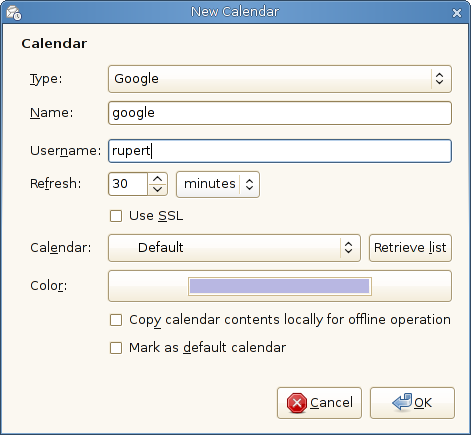 New Calendar
Calendar
Type: Google
Name: google
Username: rupert
Refresh: 30 minutes
Use SSL
Calendar: Default Retrieve list
Color:
Copy calendar contents locally for offline operation
Mark as default calendar
Cancel OK